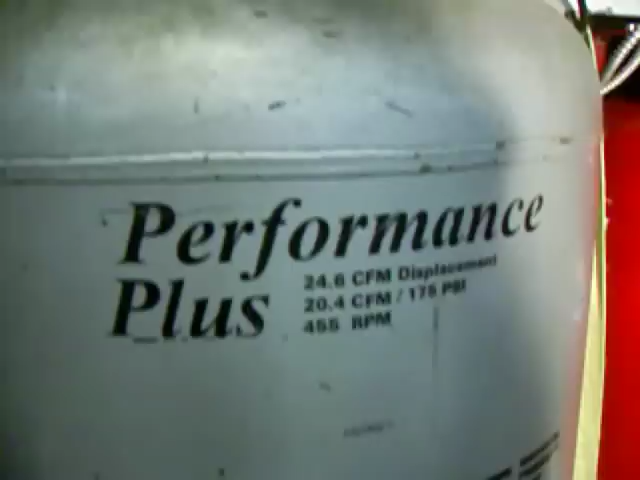 Performance
Plus
24.6 CFM Displacement
20.4 CFM / 175 PSI
455 RPM